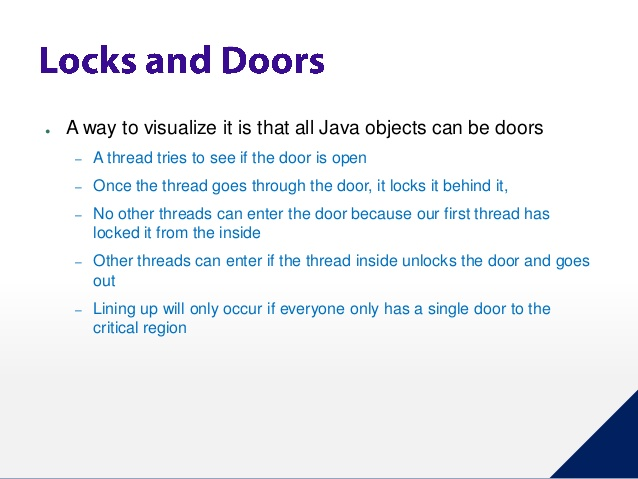 Locks and Doors
● A way to visualize it is that all Java objects can be doors
– A thread tries to see if the door is open
– Once the thread goes through the door, it locks it behind it,
– No other threads can enter the door because our first thread has
locked it from the inside
– Other threads can enter if the thread inside unlocks the door and goes
out
– Lining up will only occur if everyone only has a single door to the
critical region